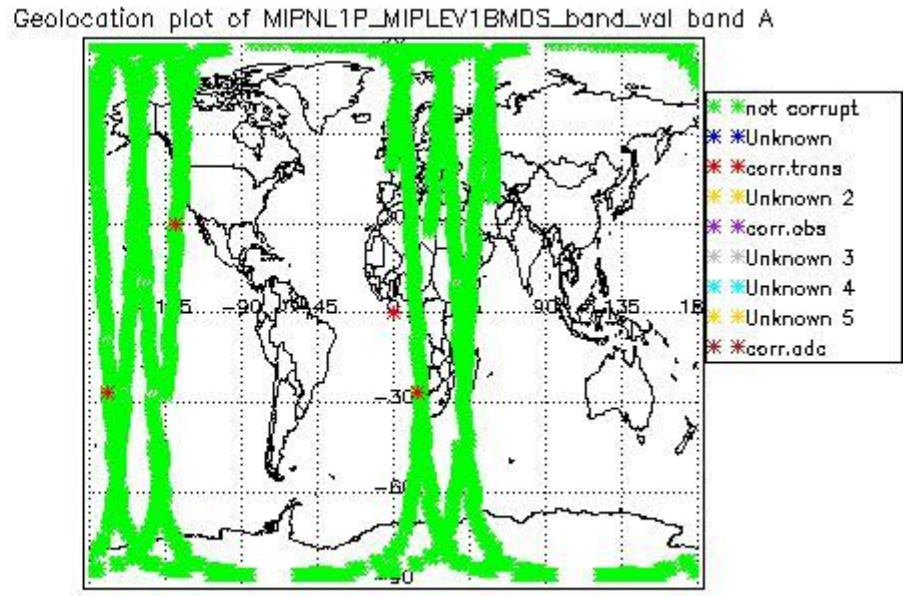 Geolocation plot of MIPNL1P_MIPLEV1BMDS_band_val band A
not corrupt
Unknown
corr.trans
Unknown 2
corr.obs
Unknown 3
Unknown 4
Unknown 5
corr.adc
-90
-45
90
135
-30
-60
-90